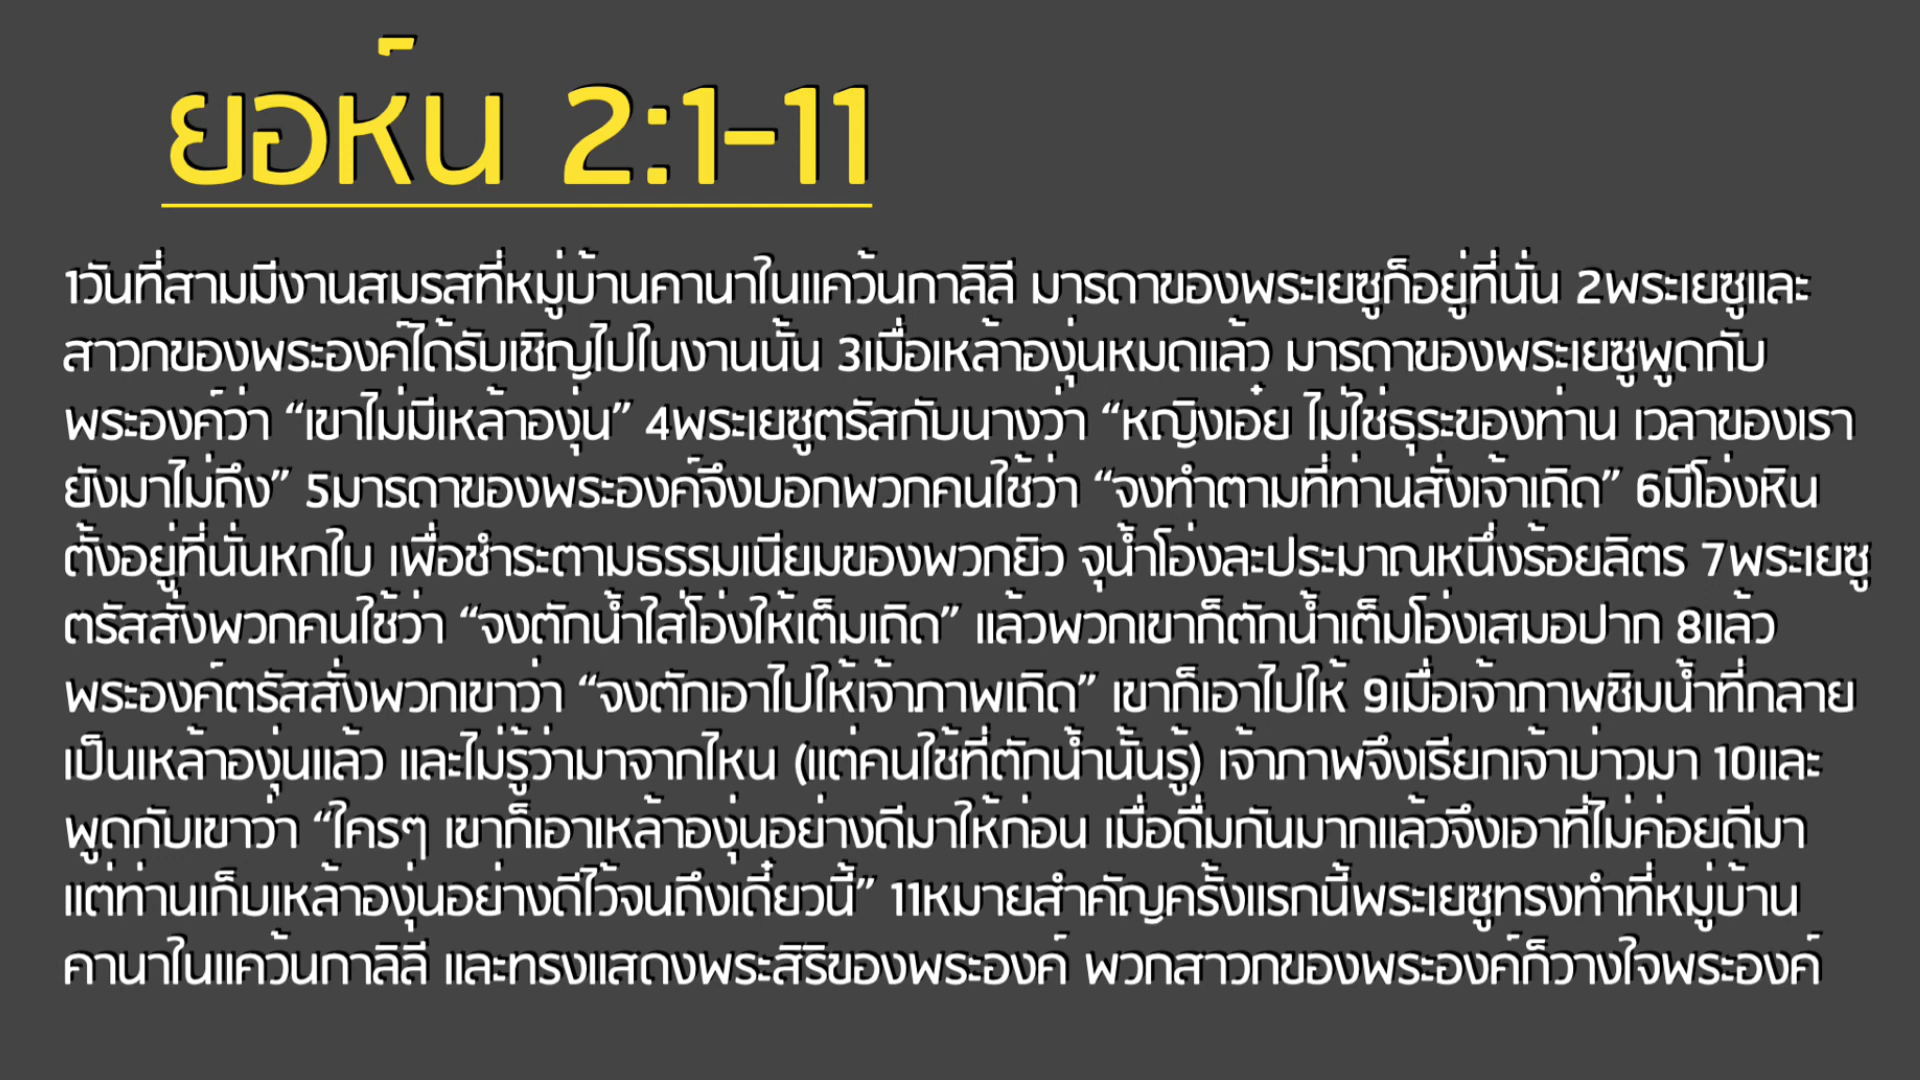 ยอห์น 2:1-11
1วันที่สามมีงานสมรสที่หมู่บ้านคานาในแคว้นกาลิลี มารดาของพระเยซูก็อยู่ที่นั่น 2พระเยซูและ
สาวกของพระองค์ได้รับเชิญไปในงานนั้น 3เมื่อเหล้าองุ่นหมดแล้ว มารดาของพระเยซูพูดกับ
พระองค์ว่า “เขาไม่มีเหล้าองุ่น” 4พระเยซูตรัสกับนางว่า “หญิงเอ๋ย ไม่ใช่ธุระของท่าน เวลาของเรา
ยังมาไม่ถึง” 5มารดาของพระองค์จึงบอกพวกคนใช้ว่า “จงทำตามที่ท่านสั่งเจ้าเถิด” 6มีโอ่งหิน
ตั้งอยู่ที่นั่นหกใบ เพื่อชำระตามธรรมเนียมของพวกยิว จุน้ำโอ่งละประมาณหนึ่งร้อยลิตร 7พระเยซู
ตรัสสั่งพวกคนใช้ว่า “จงตักน้ำใส่โอ่งให้เต็มเถิด” แล้วพวกเขาก็ตักน้ำเต็มโอ่งเสมอปาก 8แล้ว
พระองค์ตรัสสั่งพวกเขาว่า “จงตักเอาไปให้เจ้าภาพเถิด” เขาก็เอาไปให้ 9เมื่อเจ้าภาพชิมน้ำที่กลาย
เป็นเหล้าองุ่นแล้ว และไม่รู้ว่ามาจากไหน (แต่คนใช้ที่ตักน้ำนั้นรู้) เจ้าภาพจึงเรียกเจ้าบ่าวมา 10และ
พูดกับเขาว่า “ใครๆ เขาก็เอาเหล้าองุ่นอย่างดีมาให้ก่อน เมื่อดื่มกันมากแล้วจึงเอาที่ไม่ค่อยดีมา
แต่ท่านเก็บเหล้าองุ่นอย่างดีไว้จนถึงเดี๋ยวนี้” 11หมายสำคัญครั้งแรกนี้พระเยซูทรงทำที่หมู่บ้าน
คานาในแคว้นกาลิลี และทรงแสดงพระสิริของพระองค์ พวกสาวกของพระองค์ก็วางใจพระองค์